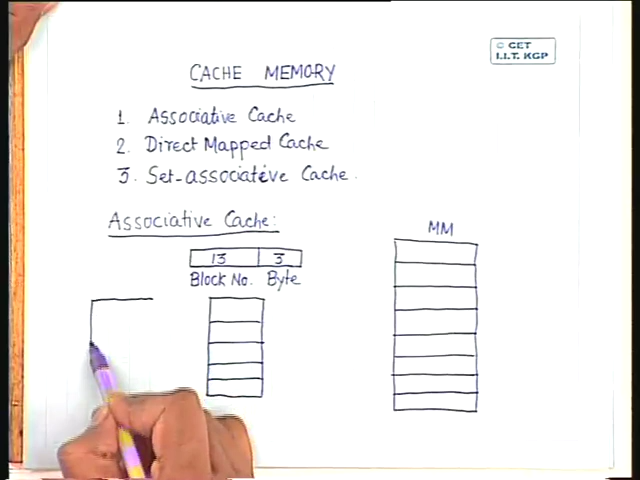 © CET
I.I.T. KGP
CACHE MEMORY
1. Associative Cache
2. Direct Mapped Cache
3. Set-associative Cache.
Associative Cache:
MM
13 3
Block No. Byte